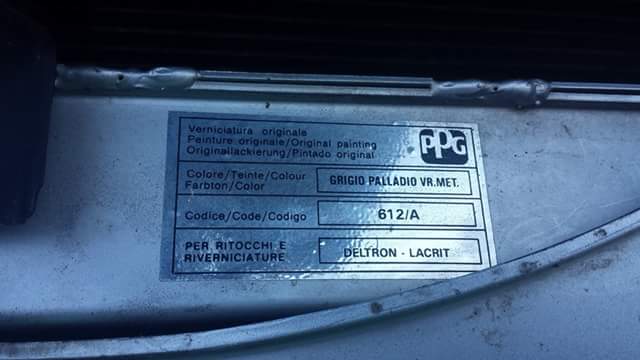 Verniciatura originale
Peinture originale/Original painting
Originallackierung/Pintado original
PPG
Colore/Teinte/Colour
Farbton/Color
GRIGIO PALLADIO VR.MET.
Codice/Code/Codigo
612/A
PER RITOCCHI E
RIVERNICIATURE
DELTRON - LACRIT